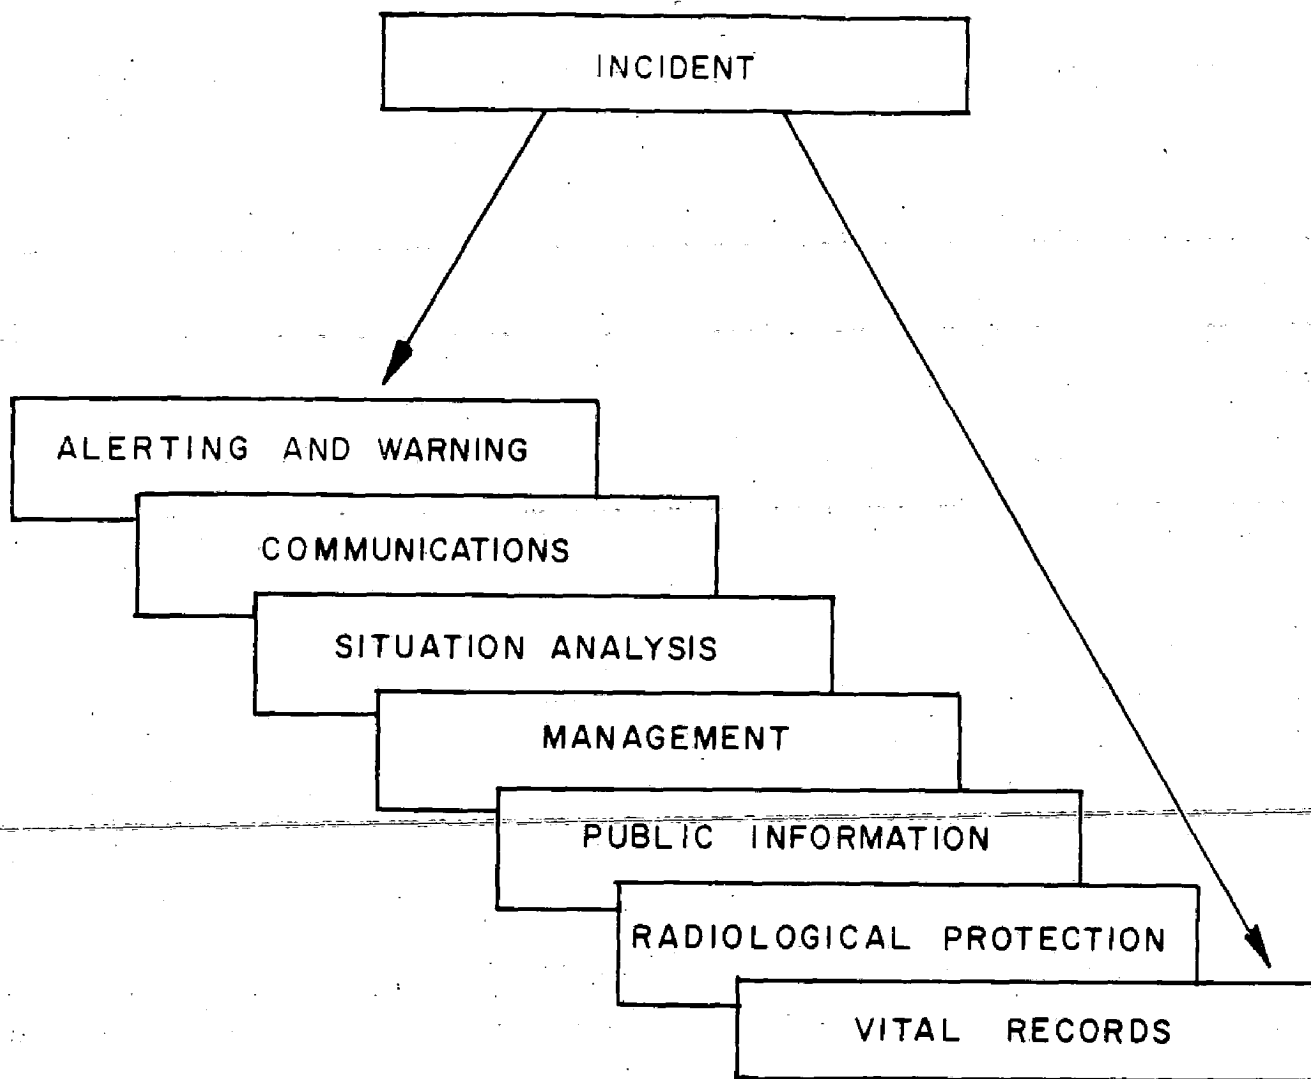 INCIDENT
ALERTING AND WARNING
COMMUNICATIONS
SITUATION ANALYSIS
MANAGEMENT
PUBLIC INFORMATION
RADIOLOGICAL PROTECTION
VITAL RECORDS